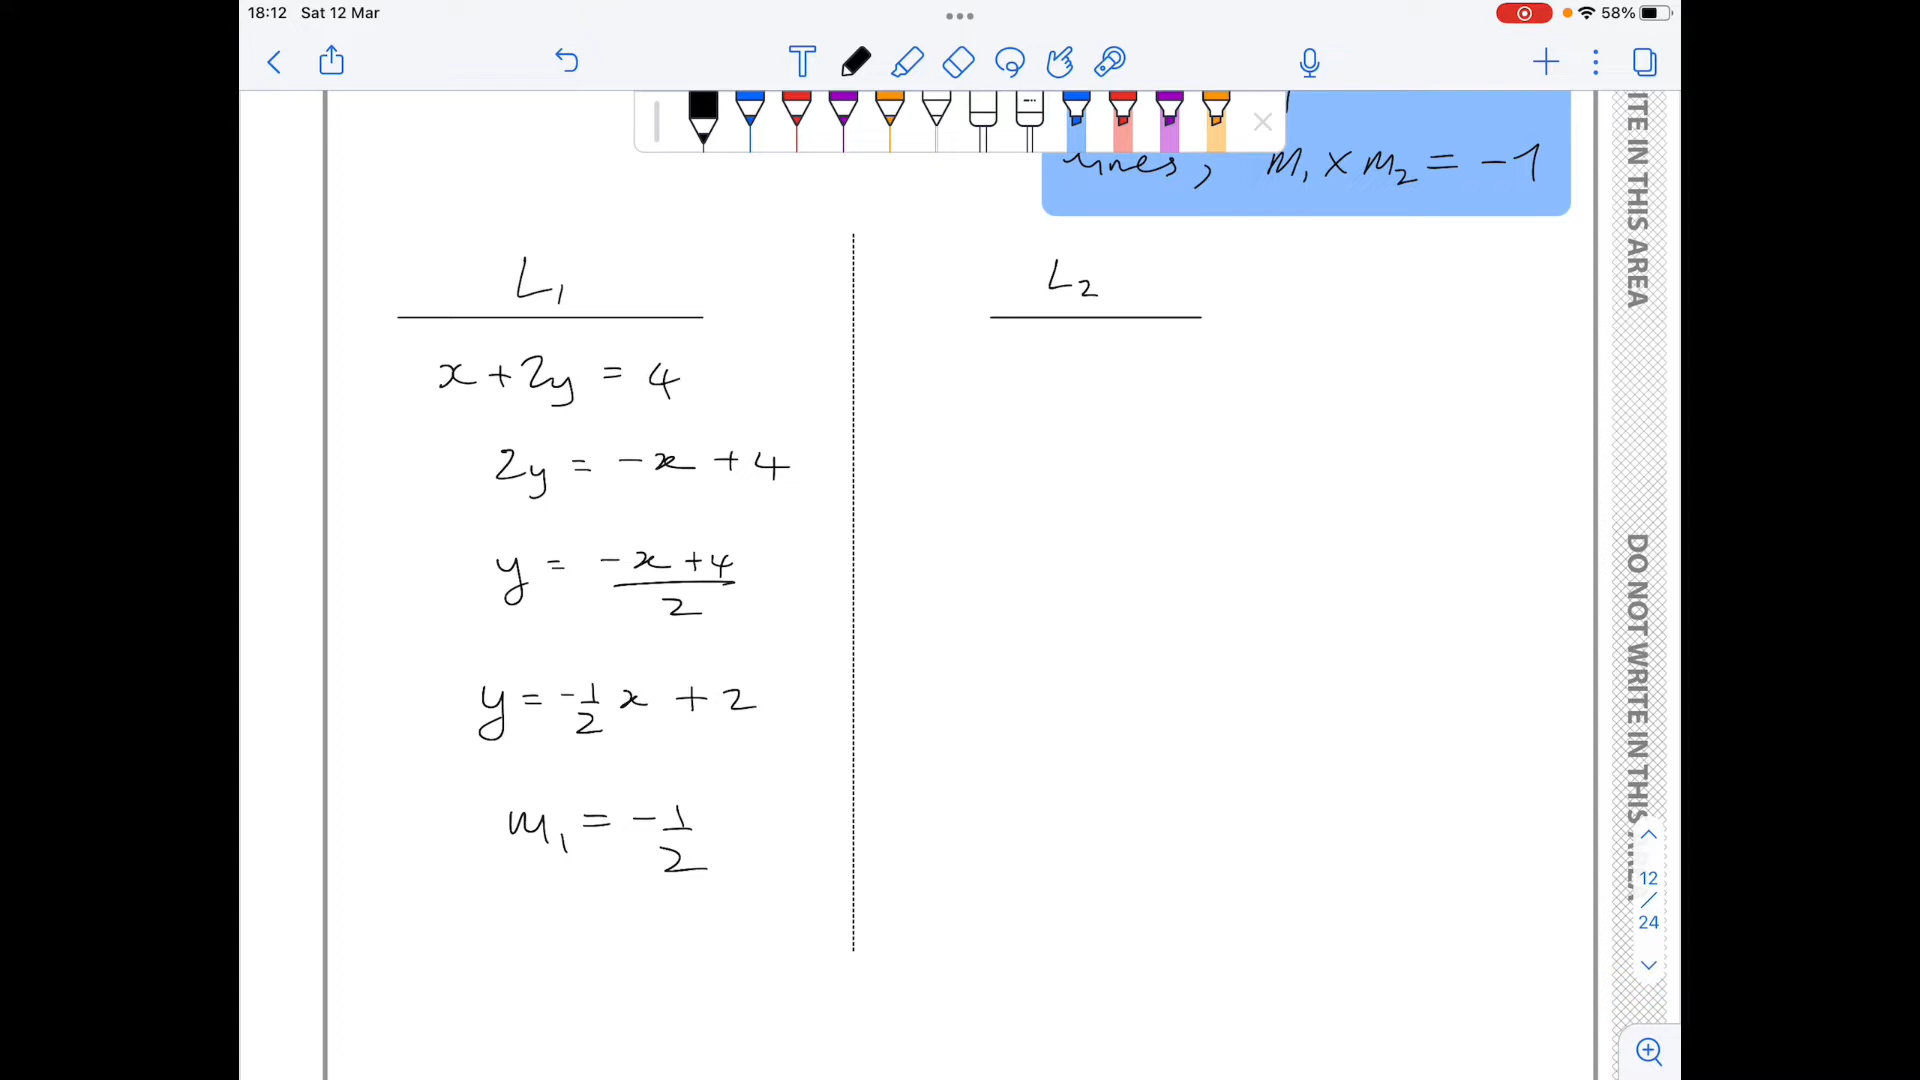 18:12 Sat 12 Mar
58%
lines, m₁ × m₂ = -1
L₁
x + 2y = 4
2y = -x + 4
y = (-x + 4)/2
y = -1/2 x + 2
m₁ = -1/2
L₂
ITE IN THIS AREA
DO NOT WRITE IN THIS AREA
12
/
24